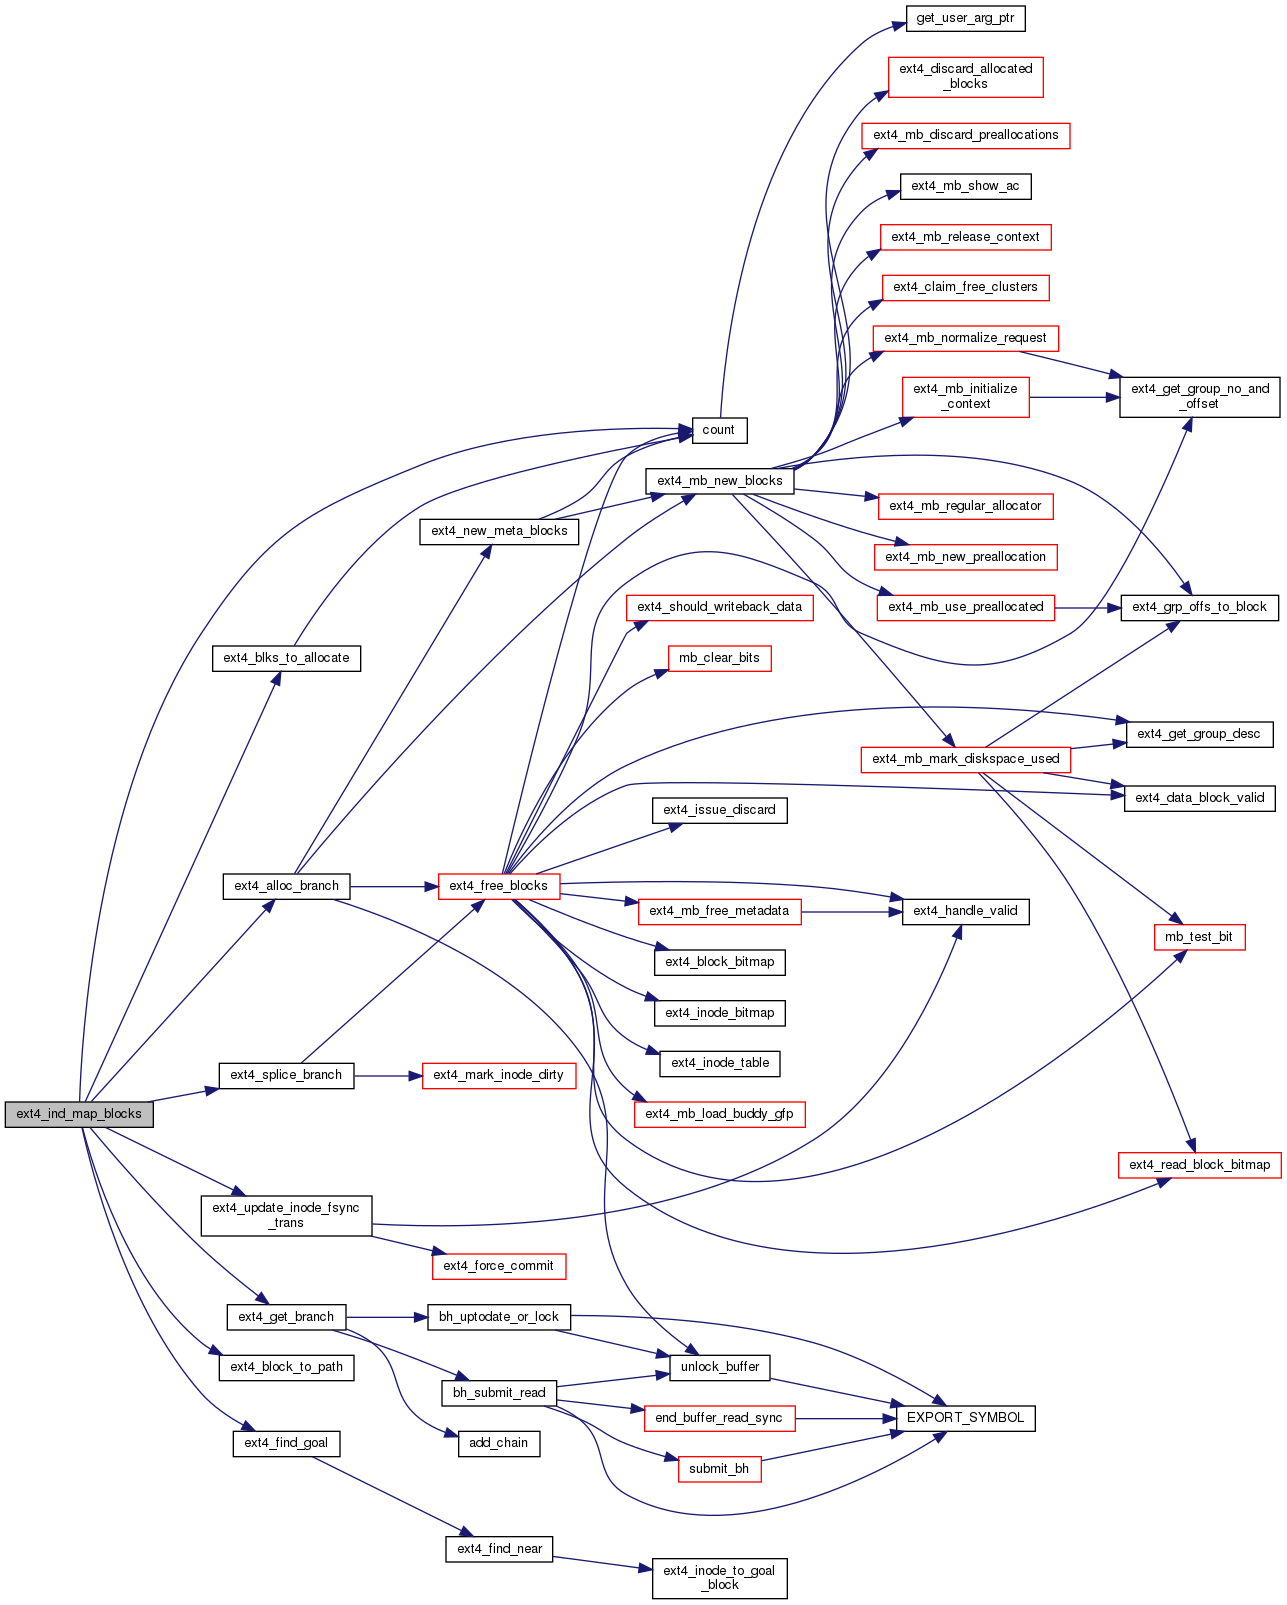 get_user_arg_ptr
ext4_discard_allocated
_blocks
ext4_mb_discard_preallocations
ext4_mb_show_ac
ext4_mb_release_context
ext4_claim_free_clusters
ext4_mb_normalize_request
ext4_mb_initialize
_context
ext4_get_group_no_and
_offset
count
ext4_mb_new_blocks
ext4_mb_regular_allocator
ext4_new_meta_blocks
ext4_mb_new_preallocation
ext4_should_writeback_data
ext4_mb_use_preallocated
ext4_grp_offs_to_block
ext4_blks_to_allocate
mb_clear_bits
ext4_get_group_desc
ext4_mb_mark_diskspace_used
ext4_data_block_valid
ext4_issue_discard
ext4_alloc_branch
ext4_free_blocks
ext4_mb_free_metadata
ext4_handle_valid
mb_test_bit
ext4_block_bitmap
ext4_inode_bitmap
ext4_inode_table
ext4_splice_branch
ext4_mark_inode_dirty
ext4_ind_map_blocks
ext4_mb_load_buddy_gfp
ext4_read_block_bitmap
ext4_update_inode_fsync
_trans
ext4_force_commit
ext4_get_branch
bh_uptodate_or_lock
ext4_block_to_path
unlock_buffer
bh_submit_read
end_buffer_read_sync
EXPORT_SYMBOL
ext4_find_goal
add_chain
submit_bh
ext4_find_near
ext4_inode_to_goal
_block